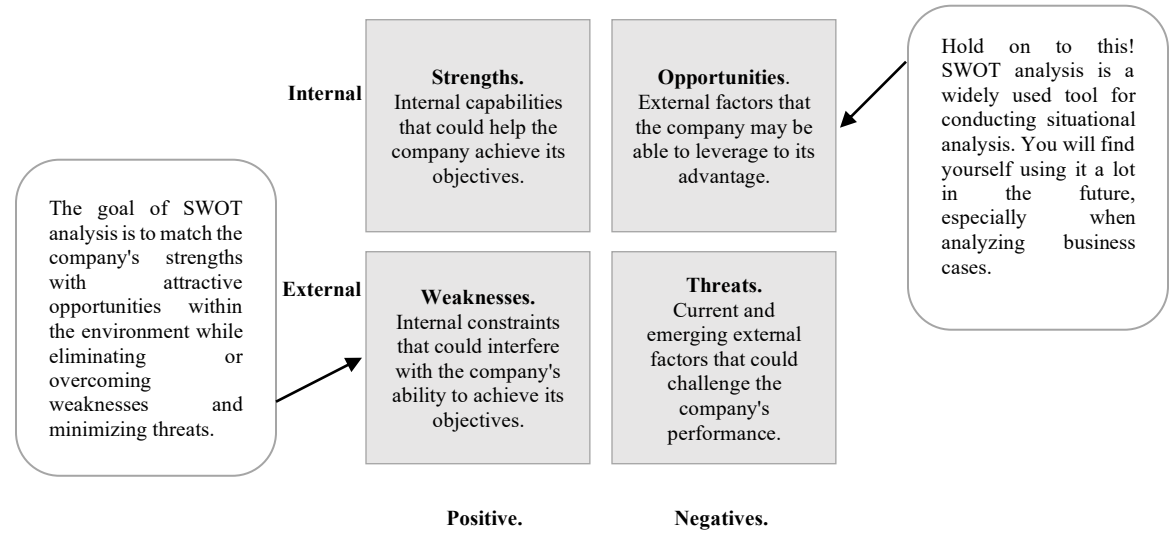 Internal
Strengths.
Internal capabilities
that could help the
company achieve its
objectives.
Opportunities.
External factors that
the company may be
able to leverage to its
advantage.
Hold on to this!
SWOT analysis is a
widely used tool for
conducting situational
analysis. You will find
yourself using it a lot
in the future,
especially when
analyzing business
cases.
The goal of SWOT
analysis is to match the
company's strengths
with attractive
opportunities within
the environment while
eliminating or
overcoming
weaknesses and
minimizing threats.
External
Weaknesses.
Internal constraints
that could interfere
with the company's
ability to achieve its
objectives.
Threats.
Current and
emerging external
factors that could
challenge the
company's
performance.
Positive.
Negatives.